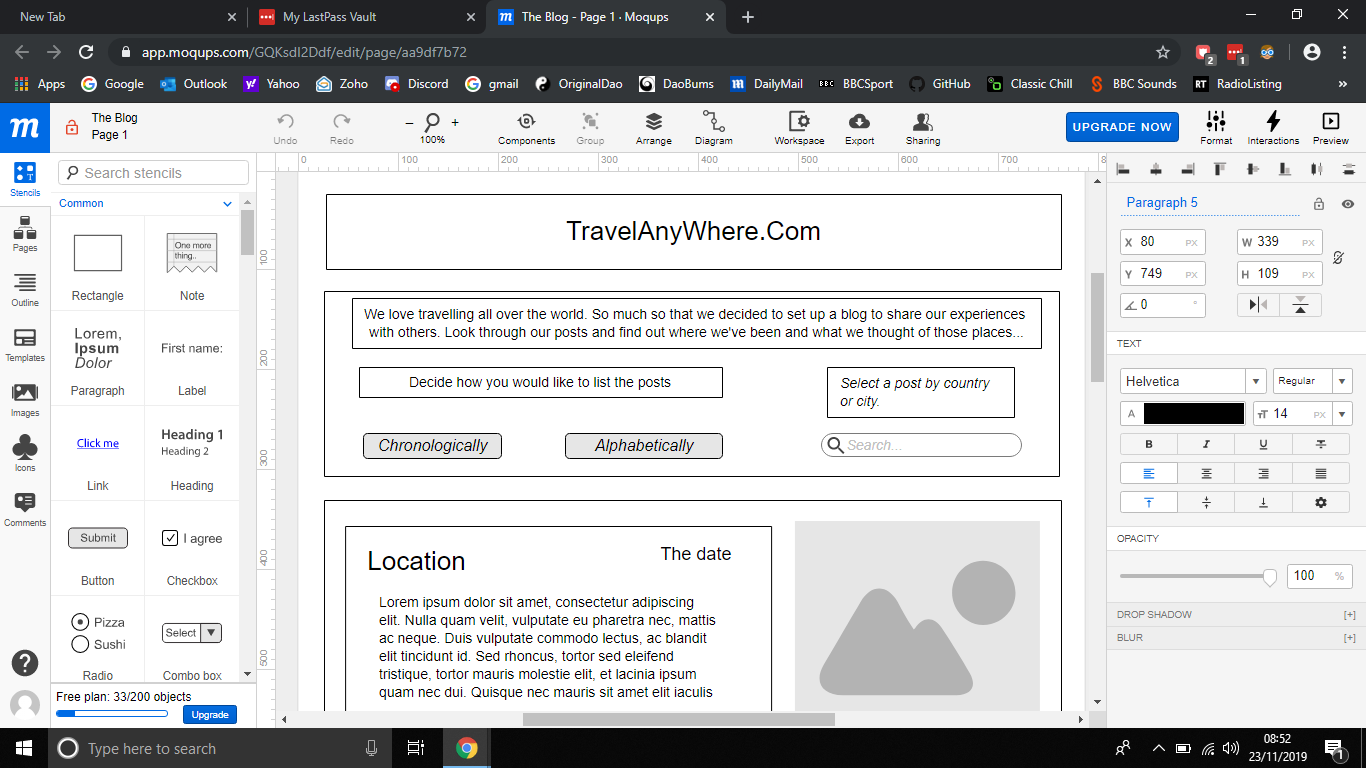 New Tab
My LastPass Vault
The Blog - Page 1 · Moqups
app.moqups.com/GQKsdI2Ddf/edit/page/aa9df7b72
2
1
Apps
Google
Outlook
Yahoo
Zoho
Discord
gmail
OriginalDao
DaoBums
DailyMail
BBC
BBCSport
GitHub
Classic Chill
BBC Sounds
RT
RadioListing
»
m
The Blog
Page 1
Undo
Redo
– +
100%
Components
Group
Arrange
Diagram
Workspace
Export
Sharing
UPGRADE NOW
Format
Interactions
Preview
Stencils
Pages
Outline
Templates
Images
Icons
Comments
Search stencils
Common
Rectangle
One more
thing..
Note
Lorem,
Ipsum
Dolor
Paragraph
First name:
Label
Click me
Link
Heading 1
Heading 2
Heading
Submit
Button
I agree
Checkbox
Pizza
Sushi
Radio
Select
Combo box
Free plan: 33/200 objects
Upgrade
0 100 200 300 400 500 600 700 8
100
200
300
400
500
TravelAnyWhere.Com
We love travelling all over the world. So much so that we decided to set up a blog to share our experiences
with others. Look through our posts and find out where we've been and what we thought of those places...
Decide how you would like to list the posts
Select a post by country
or city.
Chronologically
Alphabetically
Search...
Location
The date
Lorem ipsum dolor sit amet, consectetur adipiscing
elit. Nulla quam velit, vulputate eu pharetra nec, mattis
ac neque. Duis vulputate commodo lectus, ac blandit
elit tincidunt id. Sed rhoncus, tortor sed eleifend
tristique, tortor mauris molestie elit, et lacinia ipsum
quam nec dui. Quisque nec mauris sit amet elit iaculis
Paragraph 5
X 80 PX
W 339 PX
Y 749 PX
H 109 PX
0 °
TEXT
Helvetica
Regular
A
TT 14 PX
B
I
U
T
OPACITY
100 %
DROP SHADOW [+]
BLUR [+]
Type here to search
08:52
23/11/2019
1